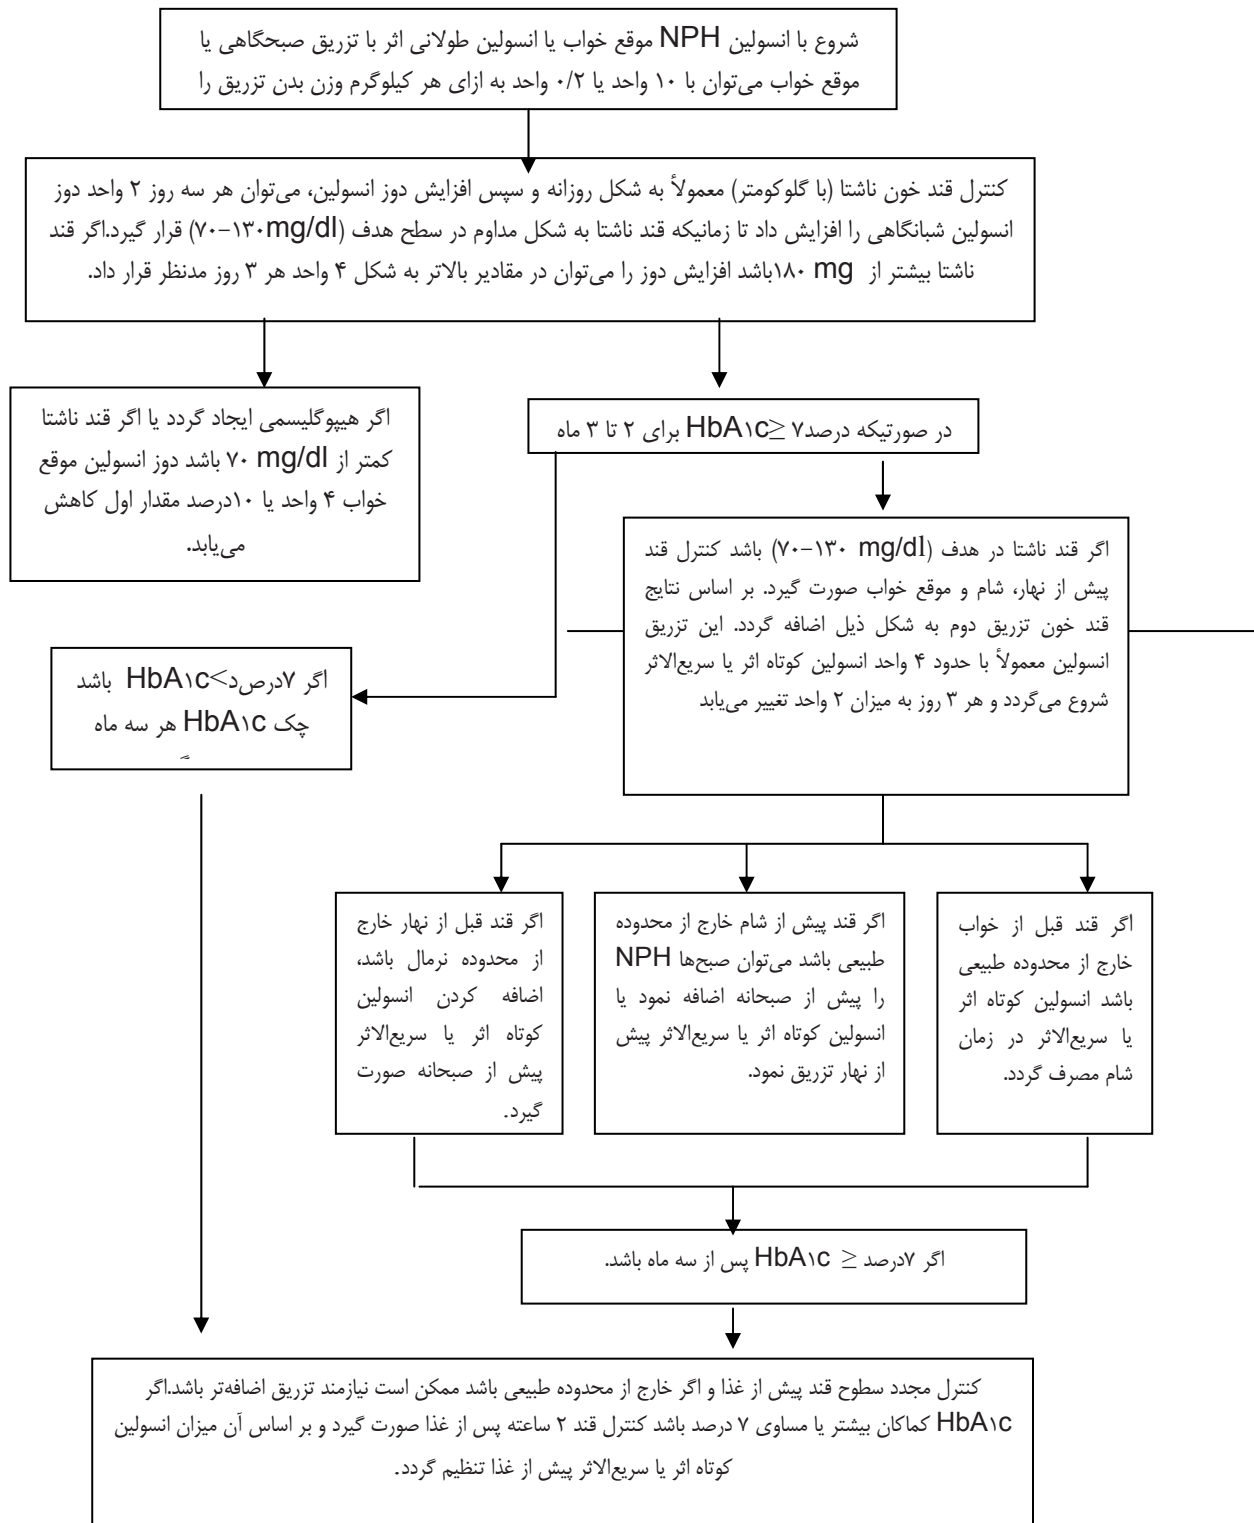 شروع با انسولین NPH موقع خواب یا انسولین طولانی اثر با تزریق صبحگاهی یا
موقع خواب می‌توان با ۱۰ واحد یا ۰/۲ واحد به ازای هر کیلوگرم وزن بدن تزریق را
کنترل قند خون ناشتا (با گلوکومتر) معمولاً به شکل روزانه و سپس افزایش دوز انسولین، می‌توان هر سه روز ۲ واحد دوز
انسولین شبانگاهی را افزایش داد تا زمانیکه قند ناشتا به شکل مداوم در سطح هدف (۷۰-۱۳۰mg/dl) قرار گیرد.اگر قند
ناشتا بیشتر از ۱۸۰ mg باشد افزایش دوز را می‌توان در مقادیر بالاتر به شکل ۴ واحد هر ۳ روز مدنظر قرار داد.
اگر هیپوگلیسمی ایجاد گردد یا اگر قند ناشتا
کمتر از ۷۰ mg/dl باشد دوز انسولین موقع
خواب ۴ واحد یا ۱۰درصد مقدار اول کاهش
می‌یابد.
در صورتیکه درصد۷ ≤HbA۱c برای ۲ تا ۳ ماه
اگر قند ناشتا در هدف (۷۰-۱۳۰ mg/dl) باشد کنترل قند
پیش از نهار، شام و موقع خواب صورت گیرد. بر اساس نتایج
قند خون تزریق دوم به شکل ذیل اضافه گردد. این تزریق
انسولین معمولاً با حدود ۴ واحد انسولین کوتاه اثر یا سریع‌الاثر
شروع می‌گردد و هر ۳ روز به میزان ۲ واحد تغییر می‌یابد
اگر ۷درصد>HbA۱c باشد
چک HbA۱c هر سه ماه
اگر قند قبل از خواب
خارج از محدوده طبیعی
باشد انسولین کوتاه اثر
یا سریع‌الاثر در زمان
شام مصرف گردد.
اگر قند پیش از شام خارج از محدوده
طبیعی باشد می‌توان صبح‌ها NPH
را پیش از صبحانه اضافه نمود یا
انسولین کوتاه اثر یا سریع‌الاثر پیش
از نهار تزریق نمود.
اگر قند قبل از نهار خارج
از محدوده نرمال باشد،
اضافه کردن انسولین
کوتاه اثر یا سریع‌الاثر
پیش از صبحانه صورت
گیرد.
اگر ۷درصد ≤ HbA۱c پس از سه ماه باشد.
کنترل مجدد سطوح قند پیش از غذا و اگر خارج از محدوده طبیعی باشد ممکن است نیازمند تزریق اضافه‌تر باشد.اگر
HbA۱c کماکان بیشتر یا مساوی ۷ درصد باشد کنترل قند ۲ ساعته پس از غذا صورت گیرد و بر اساس آن میزان انسولین
کوتاه اثر یا سریع‌الاثر پیش از غذا تنظیم گردد.